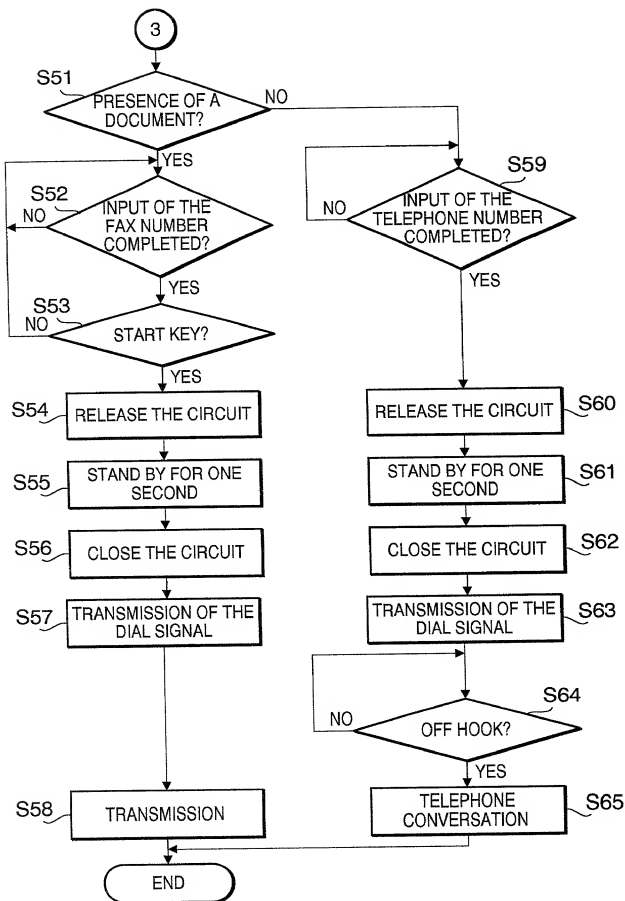 3
S51
PRESENCE OF A
DOCUMENT?
NO
YES
S52
INPUT OF THE
FAX NUMBER
COMPLETED?
NO
YES
S53
START KEY?
NO
YES
S54
RELEASE THE CIRCUIT
S55
STAND BY FOR ONE
SECOND
S56
CLOSE THE CIRCUIT
S57
TRANSMISSION OF THE
DIAL SIGNAL
S58
TRANSMISSION
S59
INPUT OF THE
TELEPHONE NUMBER
COMPLETED?
NO
YES
S60
RELEASE THE CIRCUIT
S61
STAND BY FOR ONE
SECOND
S62
CLOSE THE CIRCUIT
S63
TRANSMISSION OF THE
DIAL SIGNAL
S64
OFF HOOK?
NO
YES
S65
TELEPHONE
CONVERSATION
END